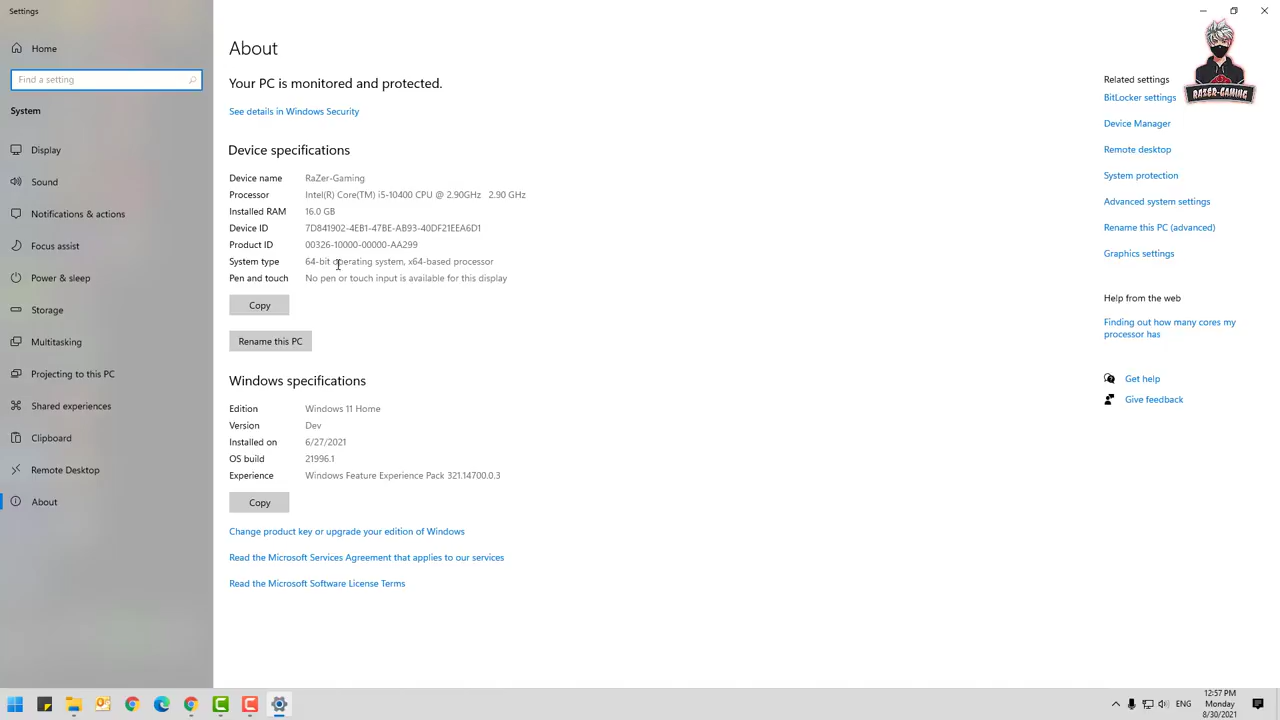 Settings
Home
Find a setting
System
Display
Sound
Notifications & actions
Focus assist
Power & sleep
Storage
Multitasking
Projecting to this PC
Shared experiences
Clipboard
Remote Desktop
About
About
Your PC is monitored and protected.
See details in Windows Security
Device specifications
Device name RaZer-Gaming
Processor Intel(R) Core(TM) i5-10400 CPU @ 2.90GHz 2.90 GHz
Installed RAM 16.0 GB
Device ID 7D841902-4EB1-47BE-AB93-40DF21EEA6D1
Product ID 00326-10000-00000-AA299
System type 64-bit operating system, x64-based processor
Pen and touch No pen or touch input is available for this display
Copy
Rename this PC
Windows specifications
Edition Windows 11 Home
Version Dev
Installed on 6/27/2021
OS build 21996.1
Experience Windows Feature Experience Pack 321.14700.0.3
Copy
Change product key or upgrade your edition of Windows
Read the Microsoft Services Agreement that applies to our services
Read the Microsoft Software License Terms
Related settings
BitLocker settings
Device Manager
Remote desktop
System protection
Advanced system settings
Rename this PC (advanced)
Graphics settings
Help from the web
Finding out how many cores my
processor has
Get help
Give feedback
RAZER-GAMING
ENG
12:57 PM
Monday
8/30/2021